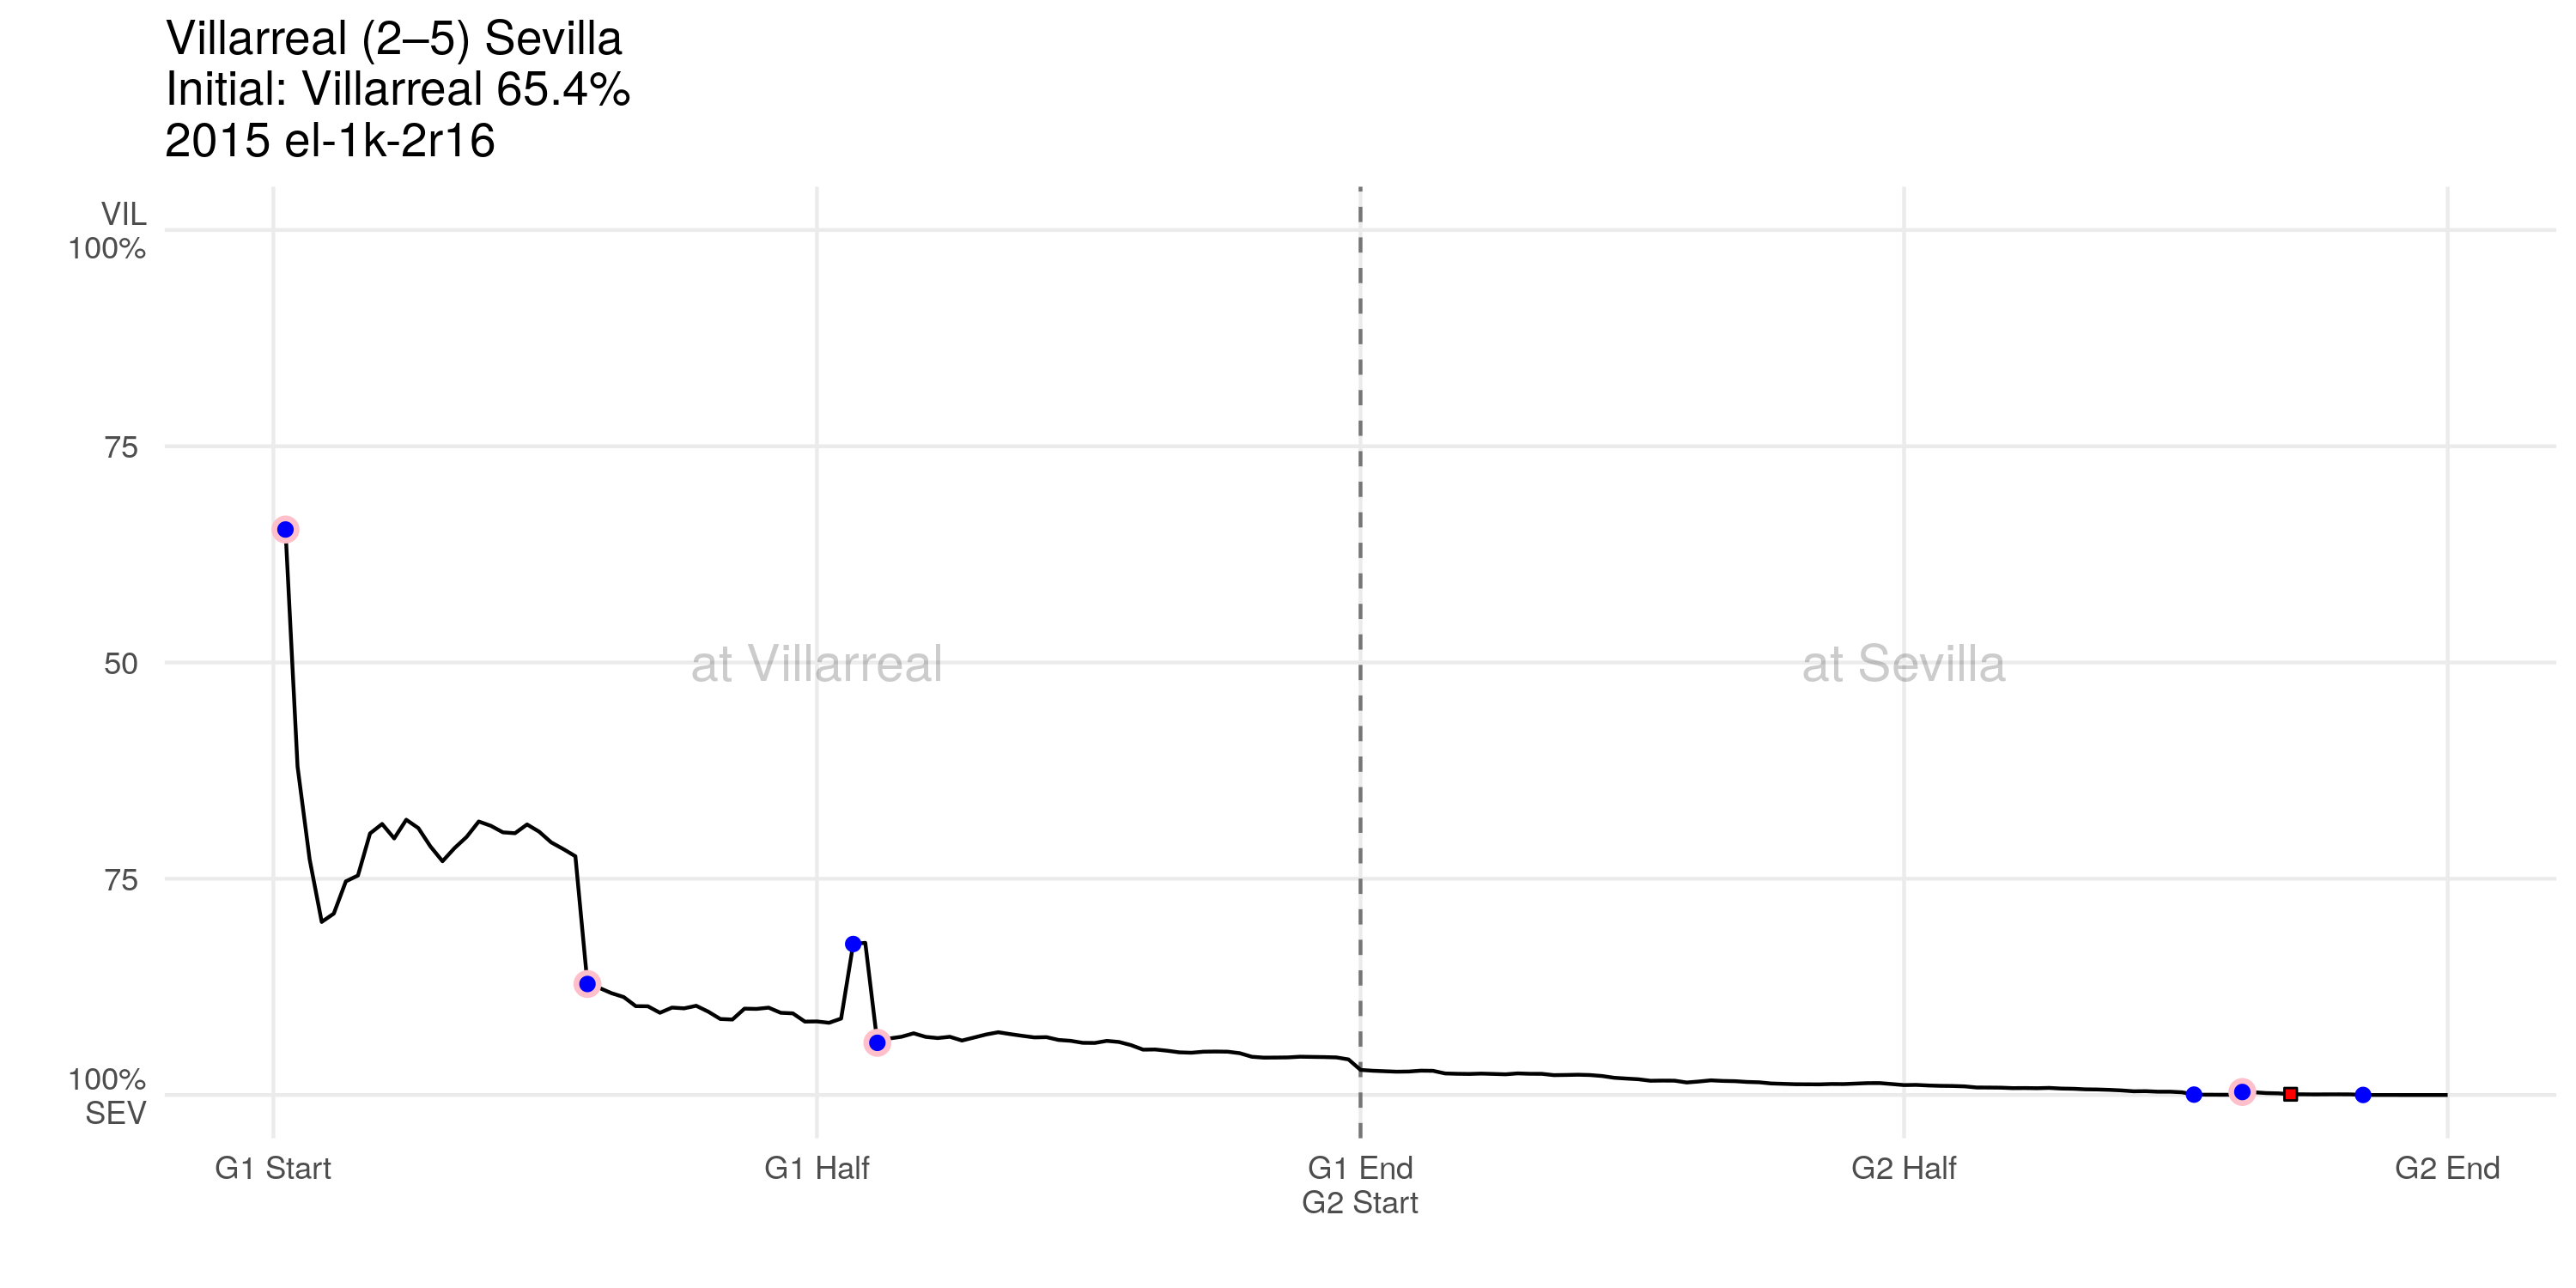 Villarreal (2–5) Sevilla
Initial: Villarreal 65.4%
2015 el-1k-2r16
VIL
100%
75
50
75
100%
SEV
at Villarreal
at Sevilla
G1 Start
G1 Half
G1 End
G2 Start
G2 Half
G2 End